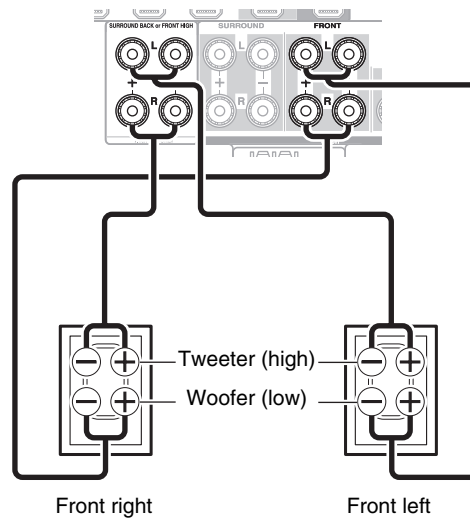 SURROUND BACK or FRONT HIGH SURROUND FRONT
L L L
+ + − +
R R R
Tweeter (high)
Woofer (low)
Front right Front left